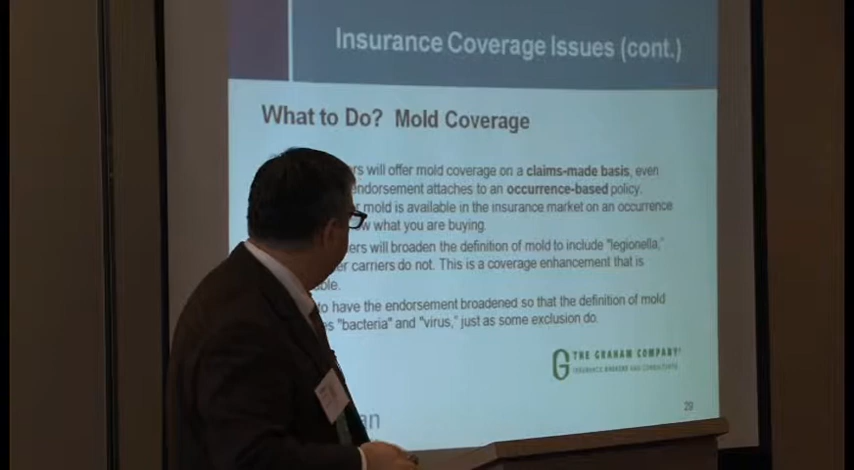 Insurance Coverage Issues (cont.)
What to Do? Mold Coverage
will offer mold coverage on a claims-made basis, even
endorsement attaches to an occurrence-based policy.
mold is available in the insurance market on an occurrence
what you are buying.
will broaden the definition of mold to include "legionella,"
carriers do not. This is a coverage enhancement that is
to have the endorsement broadened so that the definition of mold
"bacteria" and "virus," just as some exclusion do.
G THE GRAHAM COMPANY
INSURANCE BROKERS AND CONSULTANTS
29